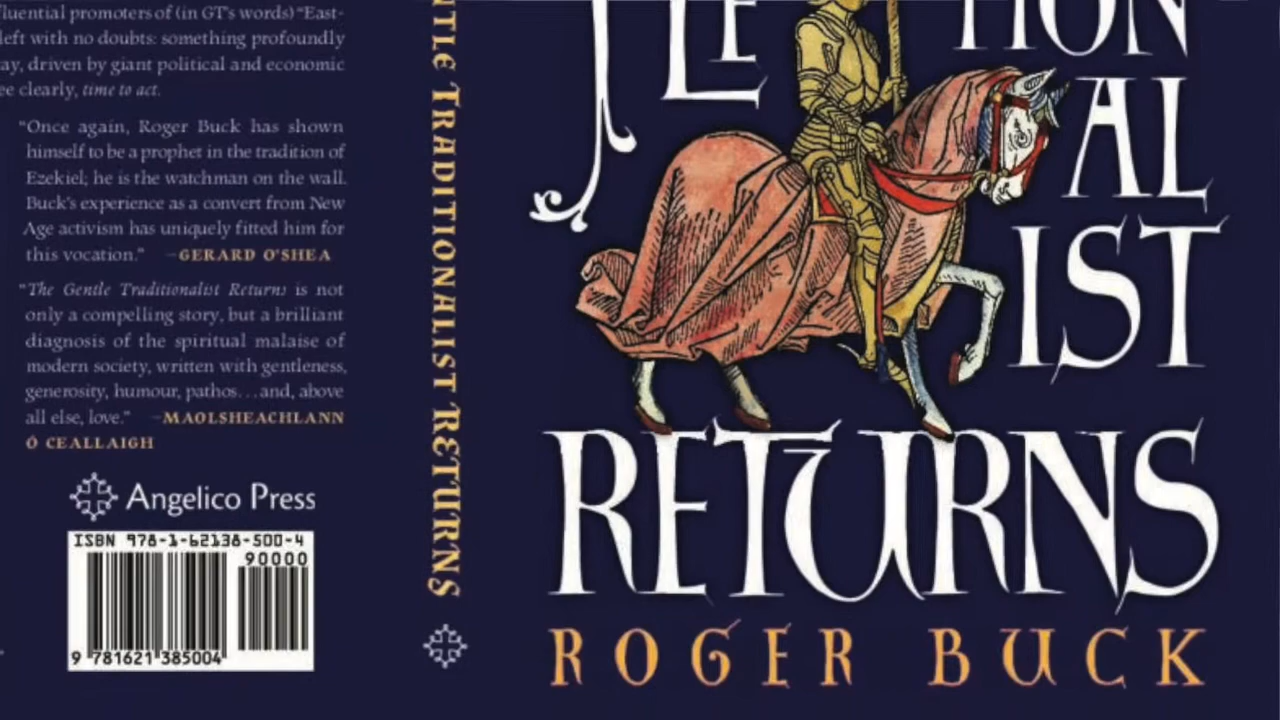 fluential promoters of (in GT's words) "East-
left with no doubts: something profoundly
ay, driven by giant political and economic
ee clearly, time to act.
"Once again, Roger Buck has shown
himself to be a prophet in the tradition of
Ezekiel; he is the watchman on the wall.
Buck's experience as a convert from New
Age activism has uniquely fitted him for
this vocation." —GERARD O'SHEA
"The Gentle Traditionalist Returns is not
only a compelling story, but a brilliant
diagnosis of the spiritual malaise of
modern society, written with gentleness,
generosity, humour, pathos...and, above
all else, love." —MAOLSHEACHLANN
Ó CEALLAIGH
Angelico Press
ISBN 978-1-62138-500-4
90000
9 781621 385004
NTLE TRADITIONALIST RETURNS
TION
AL
IST
RETURNS
ROGER BUCK